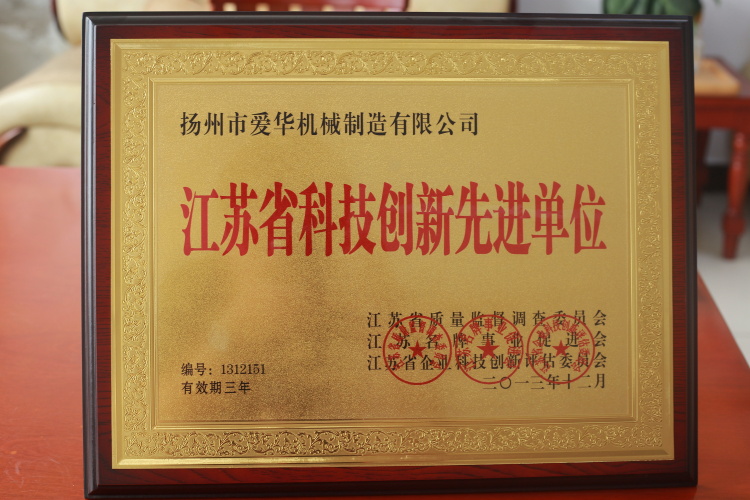 扬州市爱华机械制造有限公司
江苏省科技创新先进单位
江苏省质量监督调查委员会
江苏名牌事业促进会
江苏省企业科技创新评估委员会
二〇一三年十二月
编号：1312151
有效期三年